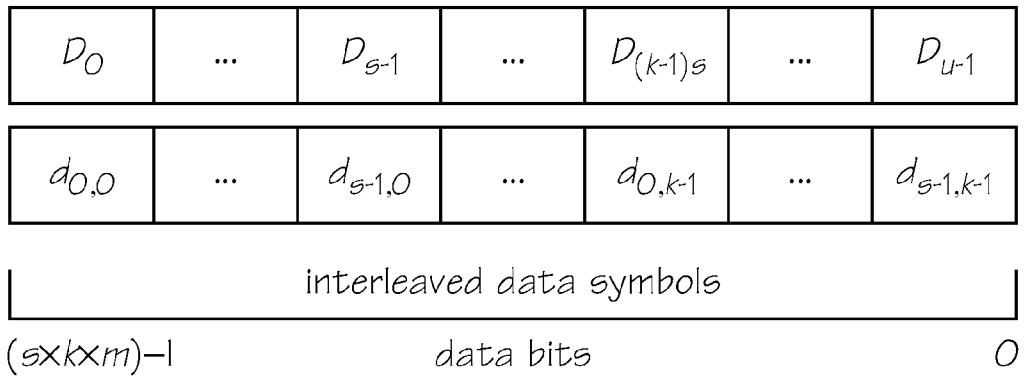 D₀ ... Dₛ₋₁ ... D₍ₖ₋₁₎ₛ ... Dᵤ₋₁
d₀,₀ ... dₛ₋₁,₀ ... d₀,ₖ₋₁ ... dₛ₋₁,ₖ₋₁
interleaved data symbols
(s×k×m)–1 data bits 0